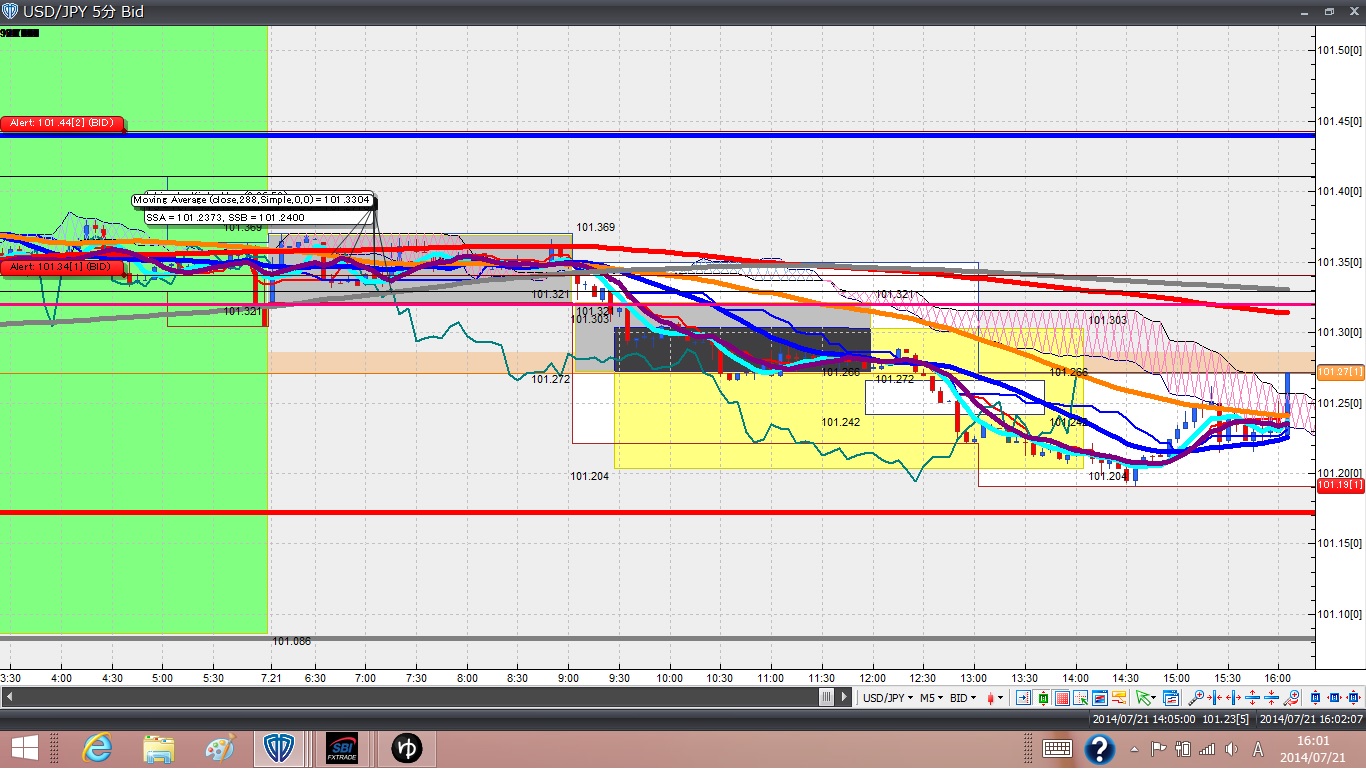 USD/JPY 5分 Bid
101.50[0]
Alert: 101.44[2] (BID)
101.45[0]
101.40[0]
Moving Average (close,288,Simple,0,0) = 101.3304
SSA = 101.2373, SSB = 101.2400
101.369
101.369
Alert: 101.34[1] (BID)
101.35[0]
101.321
101.321
101.321
101.303
101.303
101.30[0]
101.272
101.266
101.272
101.266
101.27[1]
101.25[0]
101.242
101.242
101.204
101.204
101.20[0]
101.19[1]
101.15[0]
101.10[0]
101.086
3:30 4:00 4:30 5:00 5:30 7.21 6:30 7:00 7:30 8:00 8:30 9:00 9:30 10:00 10:30 11:00 11:30 12:00 12:30 13:00 13:30 14:00 14:30 15:00 15:30 16:00
USD/JPY M5 BID
2014/07/21 14:05:00 101.23[5] 2014/07/21 16:02:07
SBI
FXTRADE
ゆ
A
16:01
2014/07/21